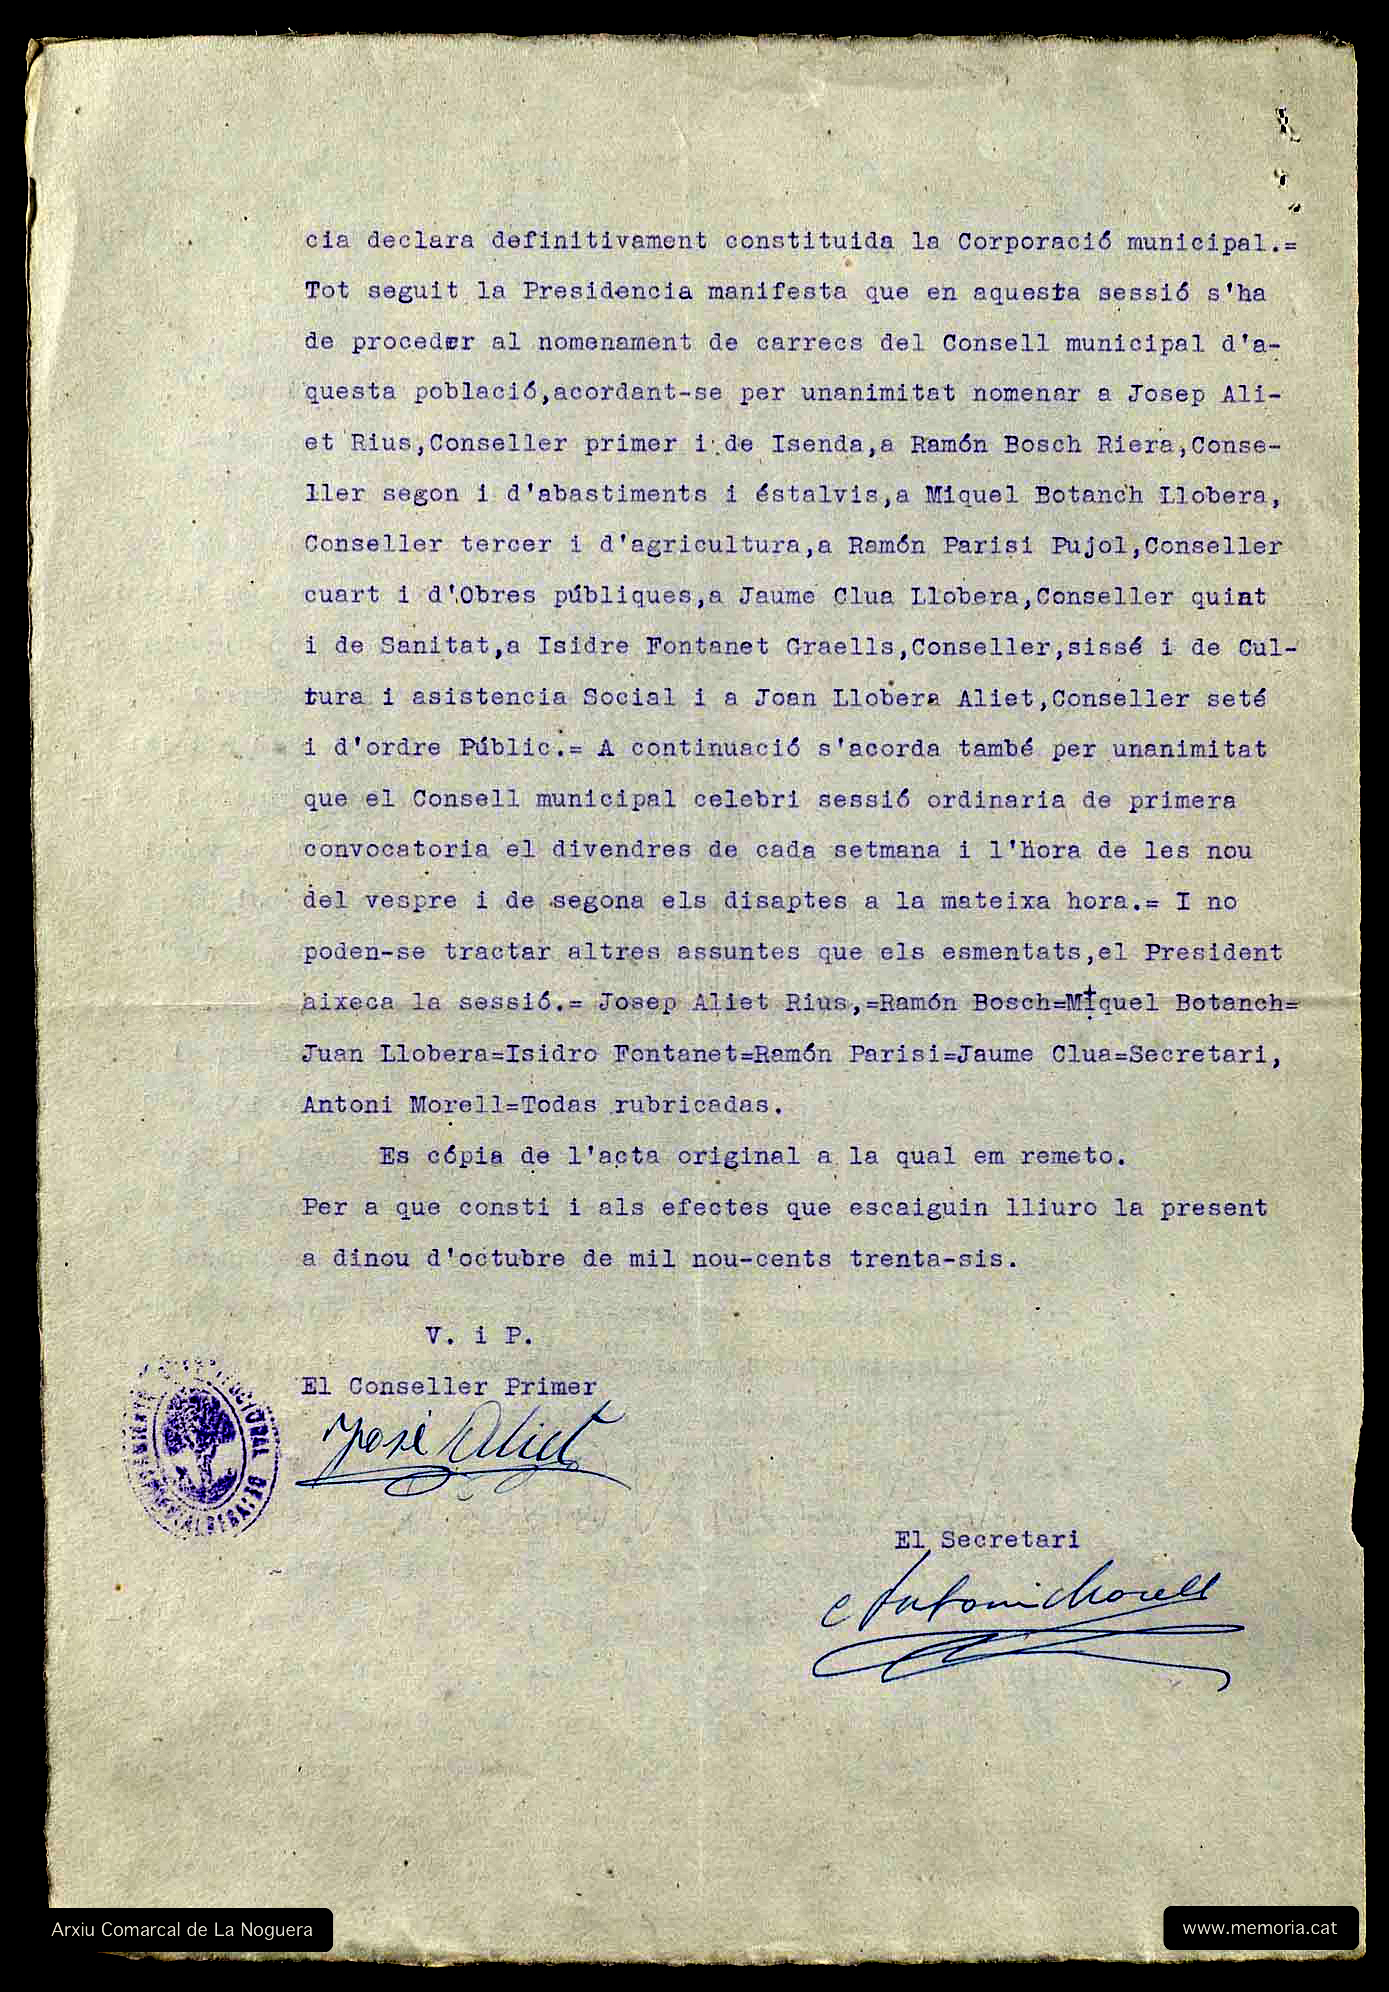 cia declara definitivament constituida la Corporació municipal.=
Tot seguit la Presidencia manifesta que en aquesta sessió s'ha
de proceder al nomenament de carrecs del Consell municipal d'a-
questa població,acordant-se per unanimitat nomenar a Josep Ali-
et Rius,Conseller primer i de Isenda,a Ramón Bosch Riera,Conse-
ller segon i d'abastiments i éstalvis,a Miquel Botanch Llobera,
Conseller tercer i d'agricultura,a Ramón Parisi Pujol,Conseller
cuart i d'Obres públiques,a Jaume Clua Llobera,Conseller quint
i de Sanitat,a Isidre Fontanet Graells,Conseller,sissé i de Cul-
tura i asistencia Social i a Joan Llobera Aliet,Conseller seté
i d'ordre Públic.= A continuació s'acorda també per unanimitat
que el Consell municipal celebri sessió ordinaria de primera
convocatoria el divendres de cada setmana i l'hora de les nou
del vespre i de segona els disaptes a la mateixa hora.= I no
poden-se tractar altres assuntes que els esmentats,el President
aixeca la sessió.= Josep Aliet Rius,=Ramón Bosch=Miquel Botanch=
Juan Llobera=Isidro Fontanet=Ramón Parisi=Jaume Clua=Secretari,
Antoni Morell=Todas rubricadas.
Es cópia de l'acta original a la qual em remeto.
Per a que consti i als efectes que escaiguin lliuro la present
a dinou d'octubre de mil nou-cents trenta-sis.
V. i P.
El Conseller Primer
José Aliet
El Secretari
Antoni Morell
Arxiu Comarcal de La Noguera
www.memoria.cat